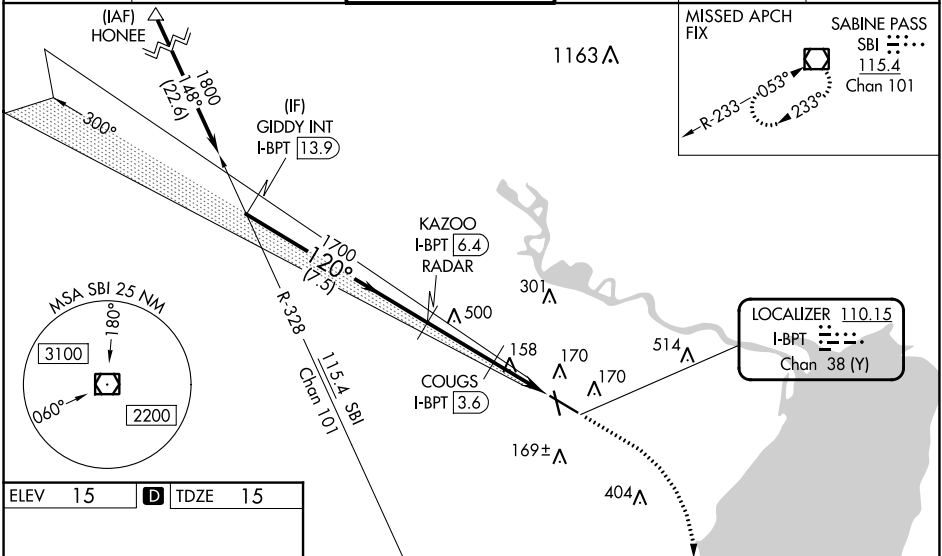 (IAF)
HONEE
1800
148°
(22.6)
1163
MISSED APCH
FIX
SABINE PASS
SBI
115.4
Chan 101
053°
R-233
233°
300°
(IF)
GIDDY INT
I-BPT 13.9
KAZOO
I-BPT 6.4
RADAR
1700
120°
(7.5)
500
301
R-328
115.4 SBI
Chan 101
MSA SBI 25 NM
180°
3100
060°
2200
158
170
170
514
COUGS
I-BPT 3.6
LOCALIZER 110.15
I-BPT
Chan 38 (Y)
169±
404
ELEV 15 D TDZE 15